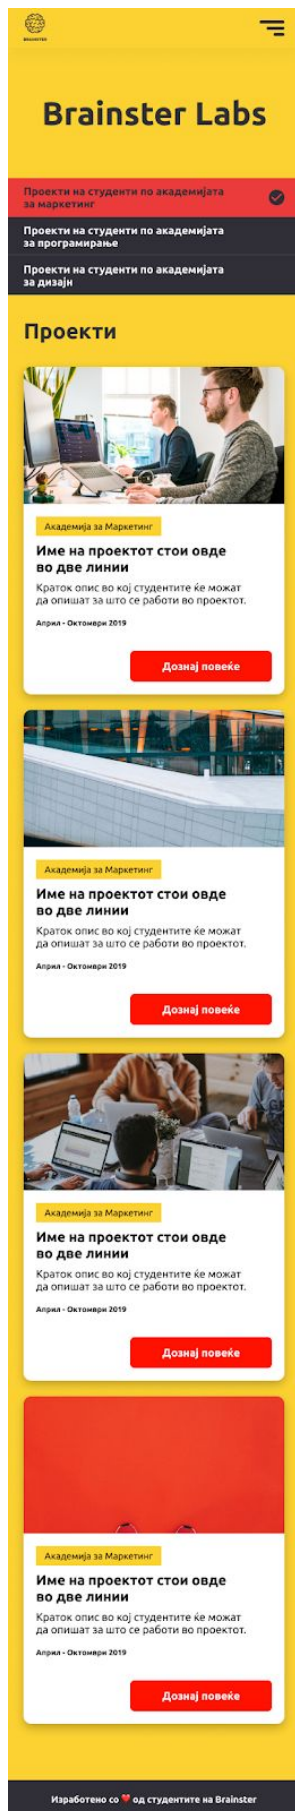 BRAINSTER
Brainster Labs
Проекти на студенти по академијата
за маркетинг
Проекти на студенти по академијата
за програмирање
Проекти на студенти по академијата
за дизајн
Проекти
Академија за Маркетинг
Име на проектот стои овде
во две линии
Краток опис во кој студентите ќе можат
да опишат за што се работи во проектот.
Април - Октомври 2019
Дознај повеќе
Академија за Маркетинг
Име на проектот стои овде
во две линии
Краток опис во кој студентите ќе можат
да опишат за што се работи во проектот.
Април - Октомври 2019
Дознај повеќе
Академија за Маркетинг
Име на проектот стои овде
во две линии
Краток опис во кој студентите ќе можат
да опишат за што се работи во проектот.
Април - Октомври 2019
Дознај повеќе
Академија за Маркетинг
Име на проектот стои овде
во две линии
Краток опис во кој студентите ќе можат
да опишат за што се работи во проектот.
Април - Октомври 2019
Дознај повеќе
Изработено со ❤️ од студентите на Brainster